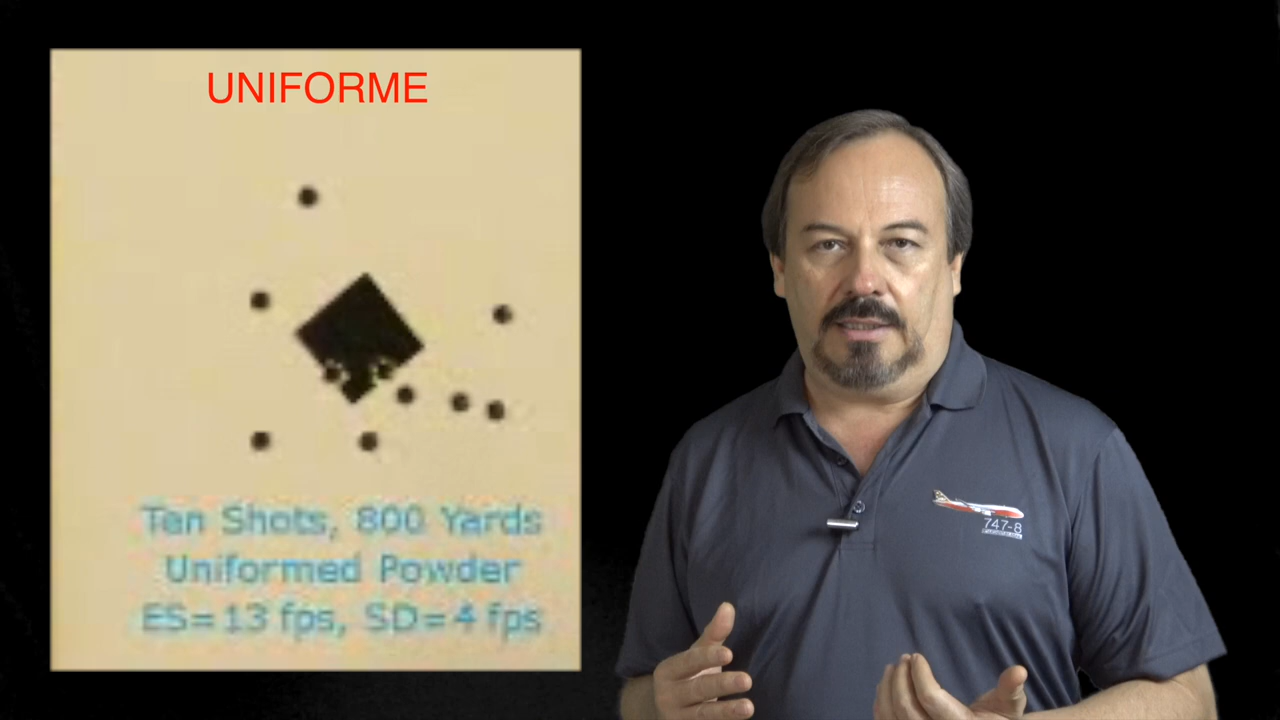 UNIFORME
Ten Shots, 800 Yards
Uniformed Powder
ES=13 fps, SD=4 fps
747-8